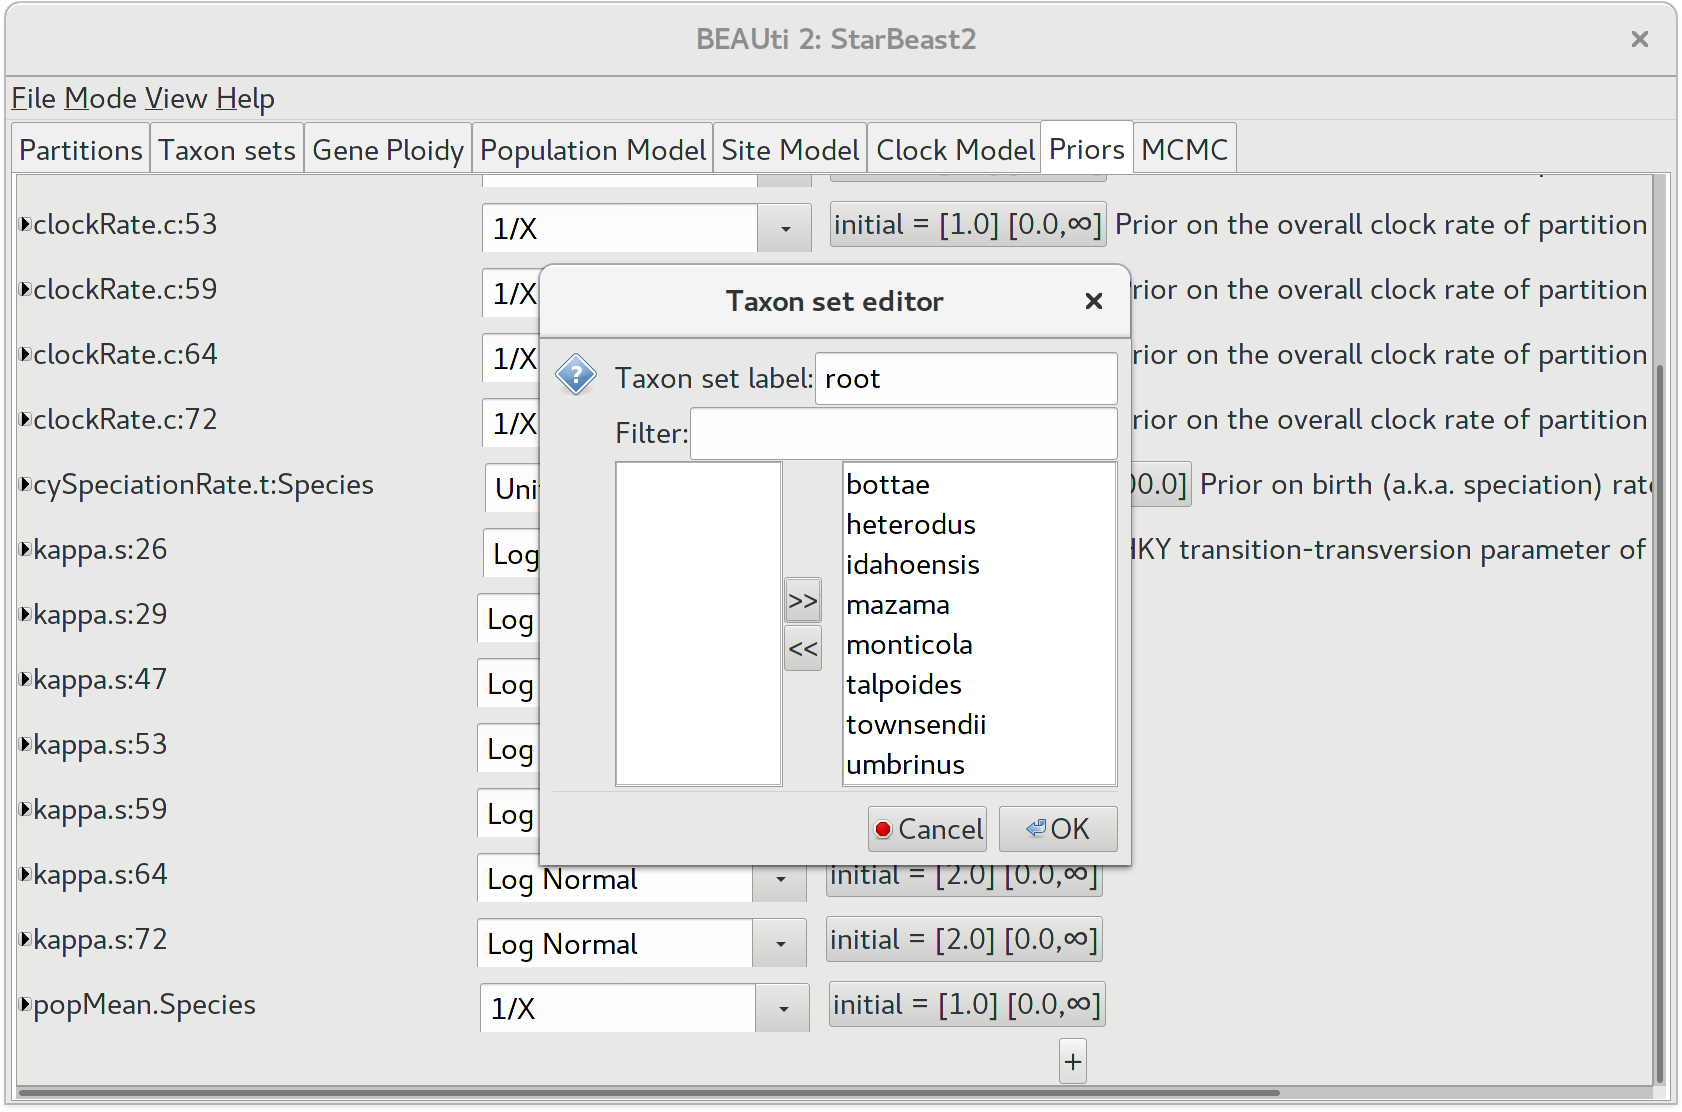 BEAUti 2: StarBeast2
File Mode View Help
Partitions Taxon sets Gene Ploidy Population Model Site Model Clock Model Priors MCMC
clockRate.c:53 1/X initial = [1.0] [0.0,∞] Prior on the overall clock rate of partition
clockRate.c:59 1/X rior on the overall clock rate of partition
clockRate.c:64 1/X rior on the overall clock rate of partition
clockRate.c:72 1/X rior on the overall clock rate of partition
cySpeciationRate.t:Species Uni 00.0] Prior on birth (a.k.a. speciation) rate
kappa.s:26 Log HKY transition-transversion parameter of
kappa.s:29 Log
kappa.s:47 Log
kappa.s:53 Log
kappa.s:59 Log
kappa.s:64 Log Normal initial = [2.0] [0.0,∞]
kappa.s:72 Log Normal initial = [2.0] [0.0,∞]
popMean.Species 1/X initial = [1.0] [0.0,∞]
+
Taxon set editor
Taxon set label: root
Filter:
bottae
heterodus
idahoensis
mazama
monticola
talpoides
townsendii
umbrinus
>>
<<
Cancel OK